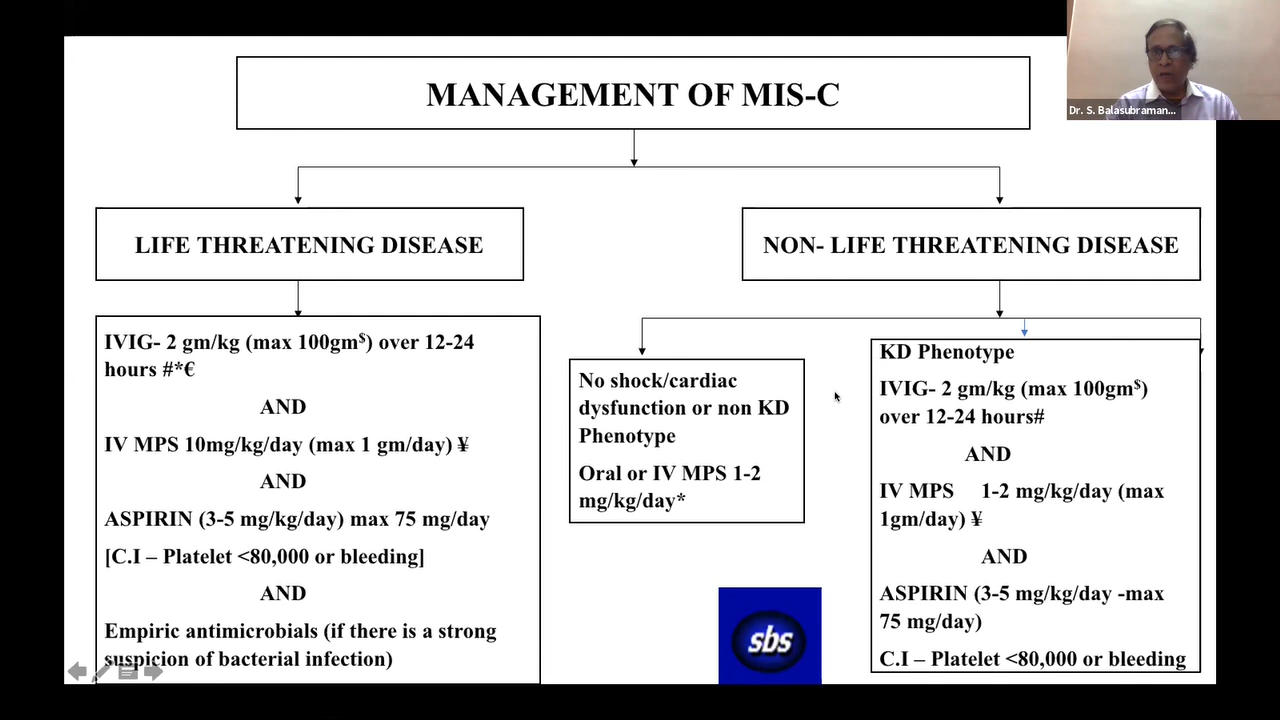 MANAGEMENT OF MIS-C
Dr. S. Balasubraman...
LIFE THREATENING DISEASE
NON- LIFE THREATENING DISEASE
IVIG- 2 gm/kg (max 100gm$) over 12-24
hours #*€
AND
IV MPS 10mg/kg/day (max 1 gm/day) ¥
AND
ASPIRIN (3-5 mg/kg/day) max 75 mg/day
[C.I – Platelet <80,000 or bleeding]
AND
Empiric antimicrobials (if there is a strong
suspicion of bacterial infection)
No shock/cardiac
dysfunction or non KD
Phenotype
Oral or IV MPS 1-2
mg/kg/day*
KD Phenotype
IVIG- 2 gm/kg (max 100gm$)
over 12-24 hours#
AND
IV MPS 1-2 mg/kg/day (max
1gm/day) ¥
AND
ASPIRIN (3-5 mg/kg/day -max
75 mg/day)
C.I – Platelet <80,000 or bleeding
sbs